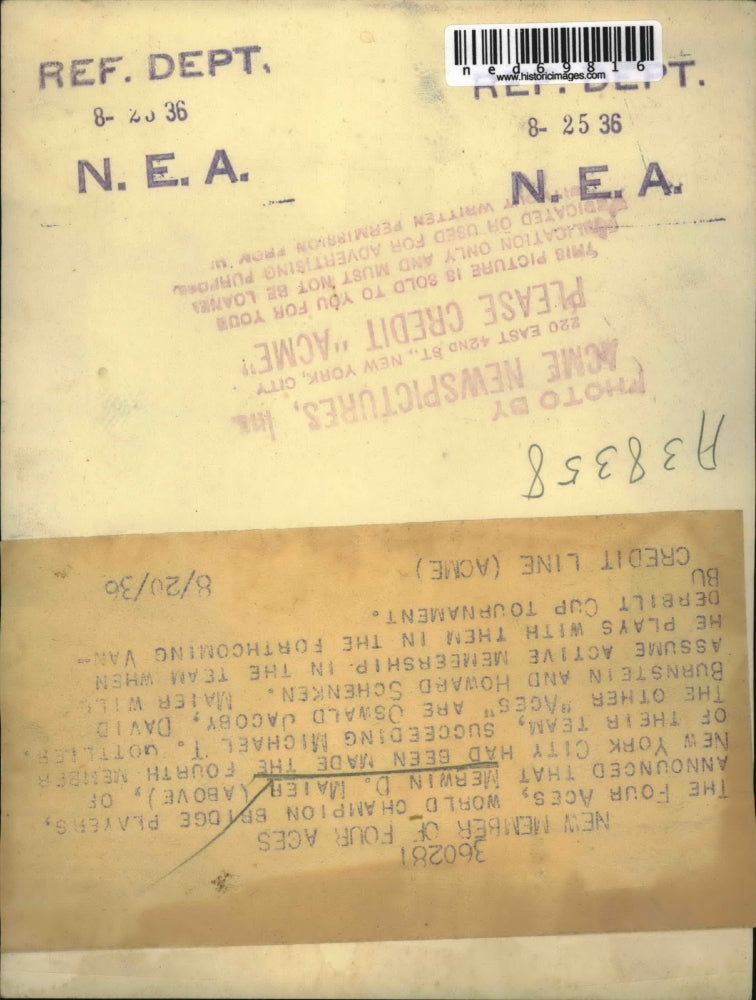 ned69816
www.historicimages.com
REF. DEPT.
8- 25 36
N. E. A.
REF. DEPT.
8- 25 36
N. E. A.
PHOTO BY
ACME NEWSPICTURES, Inc.
220 EAST 42ND ST., NEW YORK, CITY
PLEASE CREDIT "ACME"
THIS PICTURE IS SOLD TO YOU FOR YOUR
PUBLICATION ONLY AND MUST NOT BE LOANED
SYNDICATED OR USED FOR ADVERTISING PURPOSES
WITHOUT WRITTEN PERMISSION FROM US
A38358
360281
NEW MEMBER OF FOUR ACES
THE FOUR ACES, WORLD CHAMPION BRIDGE PLAYERS,
ANNOUNCED THAT MERWIN D. MAIER (ABOVE), OF
NEW YORK CITY HAD BEEN MADE THE FOURTH MEMBER
OF THEIR TEAM, SUCCEEDING MICHAEL T. GOTTLIEB.
THE OTHER "ACES" ARE OSWALD JACOBY, DAVID
BURNSTEIN AND HOWARD SCHENKEN. MAIER WILL
ASSUME ACTIVE MEMBERSHIP IN THE TEAM WHEN
HE PLAYS WITH THEM IN THE FORTHCOMING VAN-
DERBILT CUP TOURNAMENT.
BU
CREDIT LINE (ACME) 8/20/36